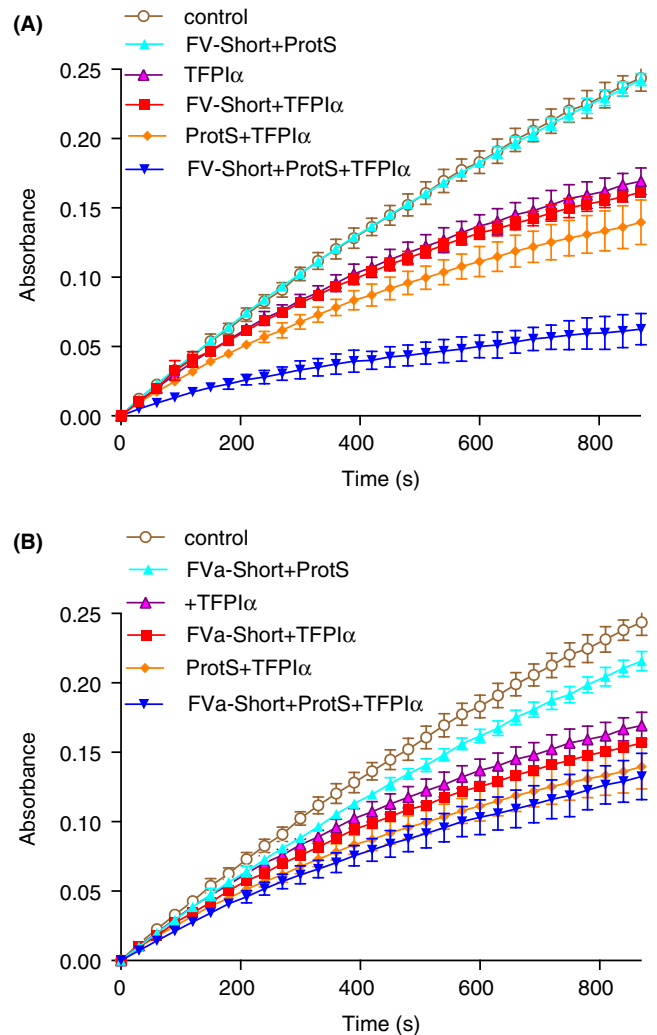 (A)
control
FV-Short+ProtS
TFPIα
FV-Short+TFPIα
ProtS+TFPIα
FV-Short+ProtS+TFPIα
0.25
0.20
0.15
0.10
0.05
0.00
Absorbance
0 200 400 600 800
Time (s)
(B)
control
FVa-Short+ProtS
+TFPIα
FVa-Short+TFPIα
ProtS+TFPIα
FVa-Short+ProtS+TFPIα
0.25
0.20
0.15
0.10
0.05
0.00
Absorbance
0 200 400 600 800
Time (s)